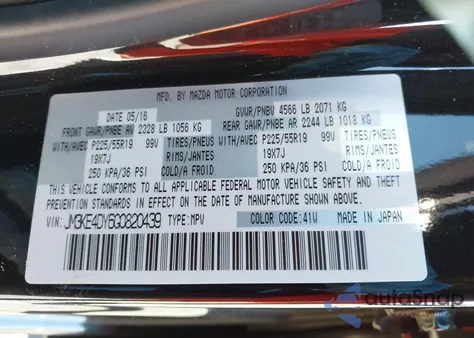 MFD. BY MAZDA MOTOR CORPORATION
DATE 05/16 GVWR/PNBV 4566 LB 2071 KG
FRONT GAWR/PNBE AV 2328 LB 1056 KG REAR GAWR/PNBE AR 2244 LB 1018 KG
WITH/AVEC P225/55R19 99V TIRES/PNEUS WITH/AVEC P225/55R19 99V TIRES/PNEUS
19X7J RIMS/JANTES 19X7J RIMS/JANTES
250 KPA/36 PSI COLD/A FROID 250 KPA/36 PSI COLD/A FROID
THIS VEHICLE CONFORMS TO ALL APPLICABLE FEDERAL MOTOR VEHICLE SAFETY, BUMPER, AND THEFT
PREVENTION STANDARDS IN EFFECT ON THE DATE OF MANUFACTURE SHOWN ABOVE.
VIN: JM3KE4DY6G0820439 TYPE: MPV COLOR CODE: 41W MADE IN JAPAN
autoSnap